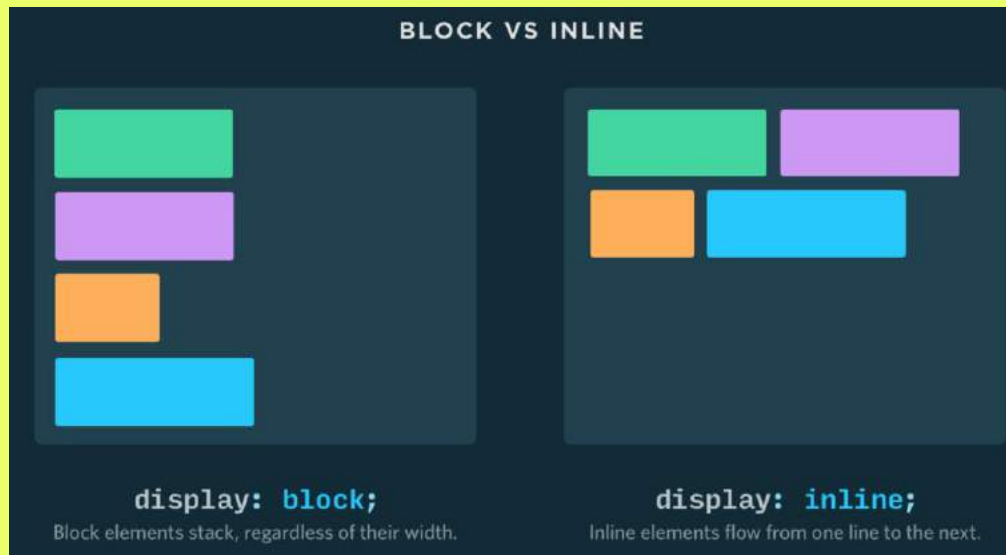 BLOCK VS INLINE
display: block;
Block elements stack, regardless of their width.
display: inline;
Inline elements flow from one line to the next.